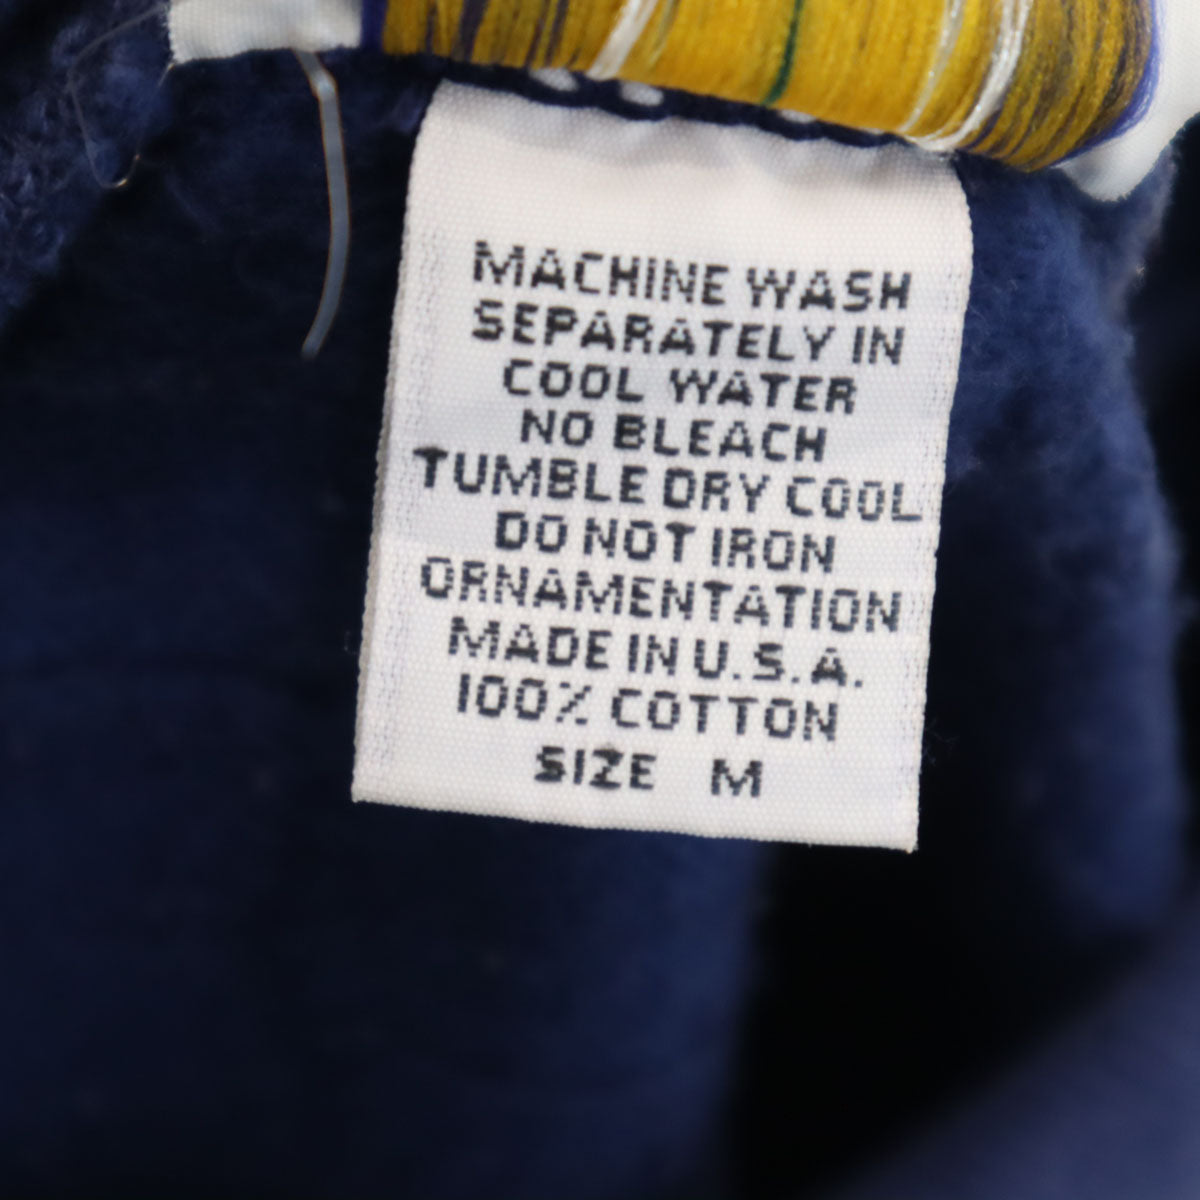 MACHINE WASH
SEPARATELY IN
COOL WATER
NO BLEACH
TUMBLE DRY COOL
DO NOT IRON
ORNAMENTATION
MADE IN U.S.A.
100% COTTON
SIZE M